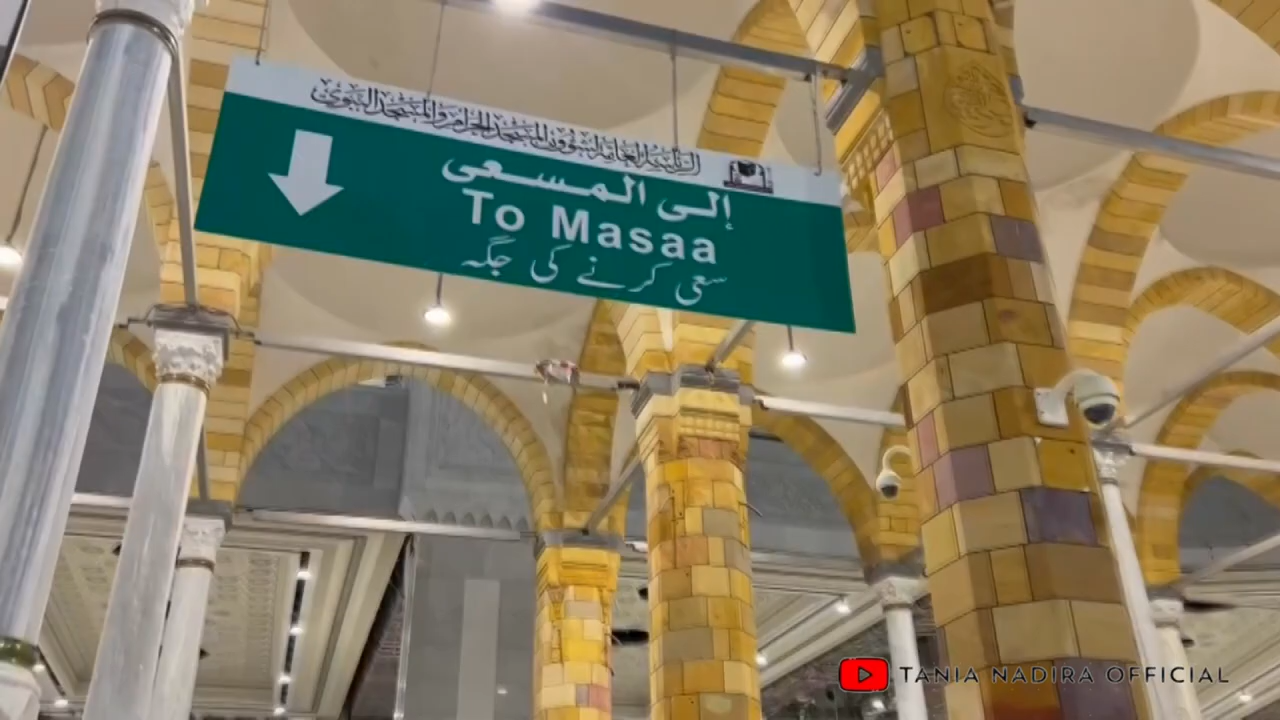 الرئاسة العامة لشؤون المسجد الحرام والمسجد النبوي
إلى المسعى
To Masaa
سعی کرنے کی جگہ
TANIA NADIRA OFFICIAL